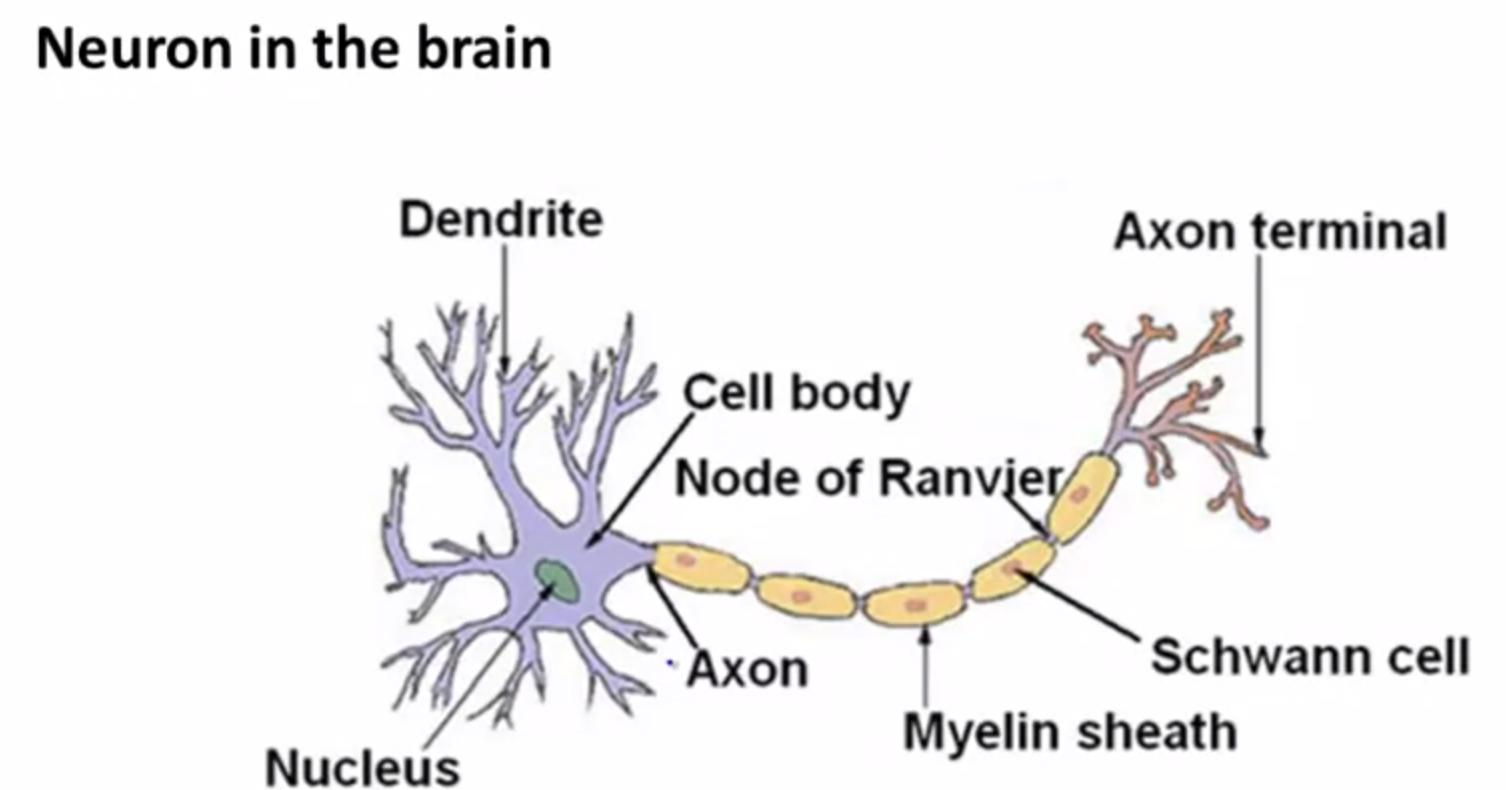 Neuron in the brain
Dendrite
Axon terminal
Cell body
Node of Ranvier
Axon
Schwann cell
Myelin sheath
Nucleus